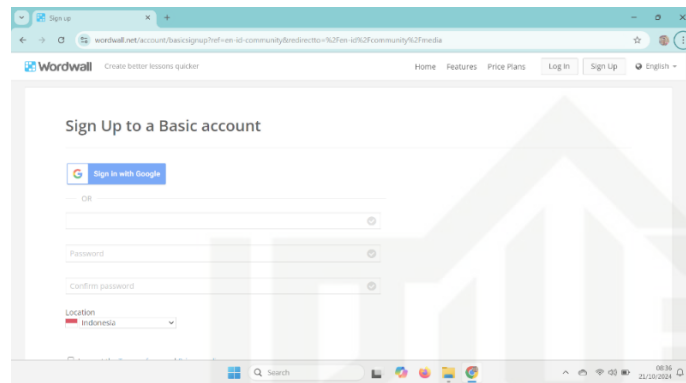 Sign up
wordwall.net/account/basicsignup?ref=en-id-community&redirectto=%2Fen-id%2Fcommunity%2Fmedia
Wordwall Create better lessons quicker Home Features Price Plans Log In Sign Up English
Sign Up to a Basic account
G Sign in with Google
OR
Password
Confirm password
Location
Indonesia
Search
08:36
21/10/2024